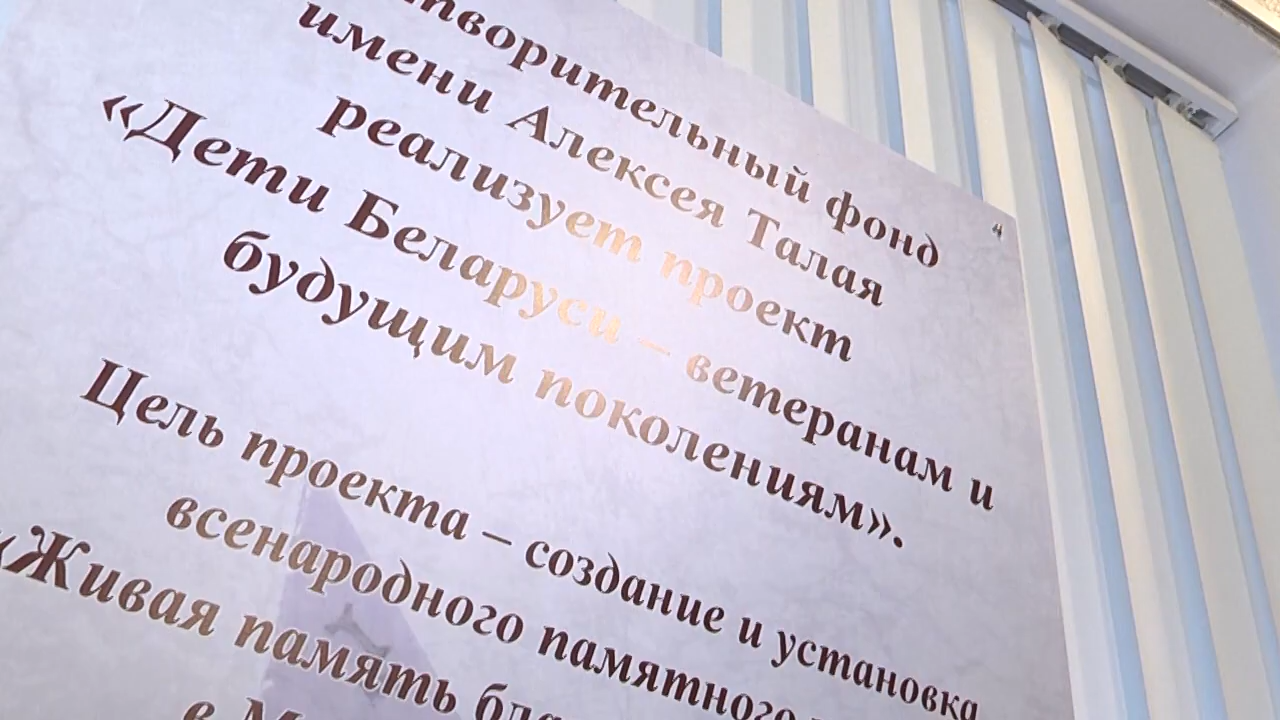 творительный фонд
имени Алексея Талая
реализует проект
«Дети Беларуси – ветеранам и
будущим поколениям».
Цель проекта – создание и установка
всенародного памятного
«Живая память
в